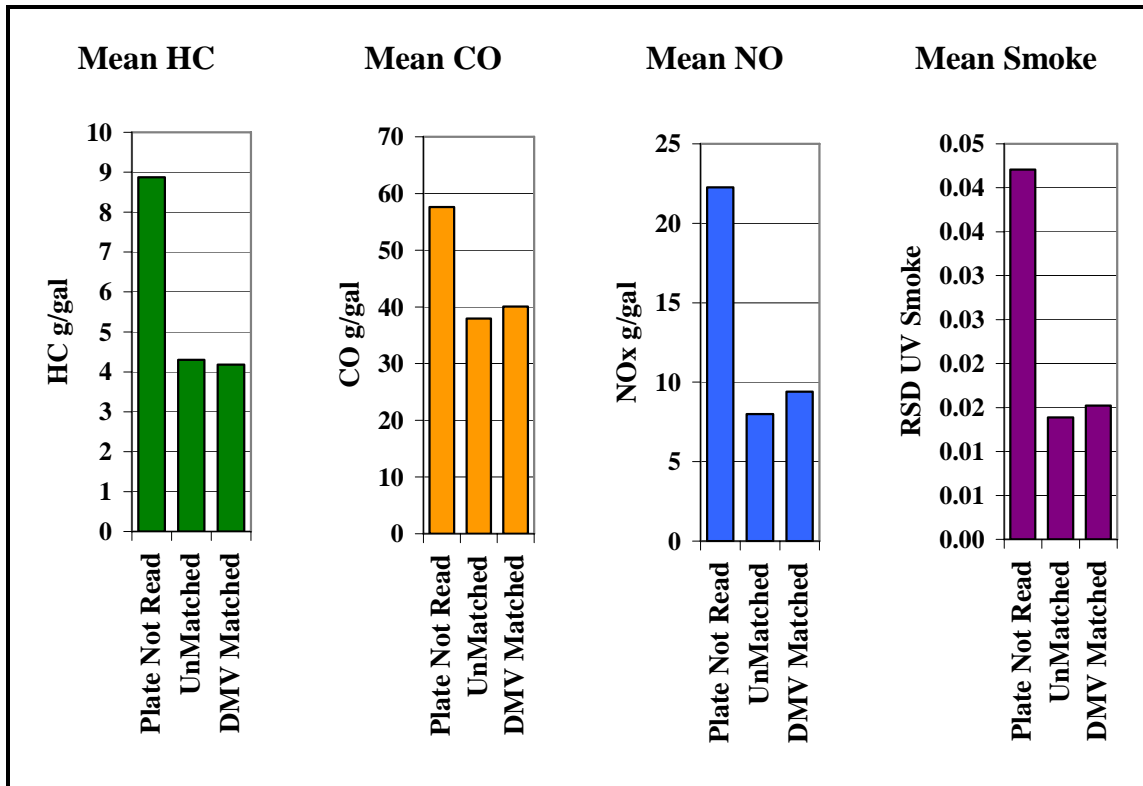 Mean HC
HC g/gal
10
9
8
7
6
5
4
3
2
1
0
Plate Not Read
UnMatched
DMV Matched
Mean CO
CO g/gal
70
60
50
40
30
20
10
0
Plate Not Read
UnMatched
DMV Matched
Mean NO
NOx g/gal
25
20
15
10
5
0
Plate Not Read
UnMatched
DMV Matched
Mean Smoke
RSD UV Smoke
0.05
0.04
0.04
0.03
0.03
0.02
0.02
0.01
0.01
0.00
Plate Not Read
UnMatched
DMV Matched